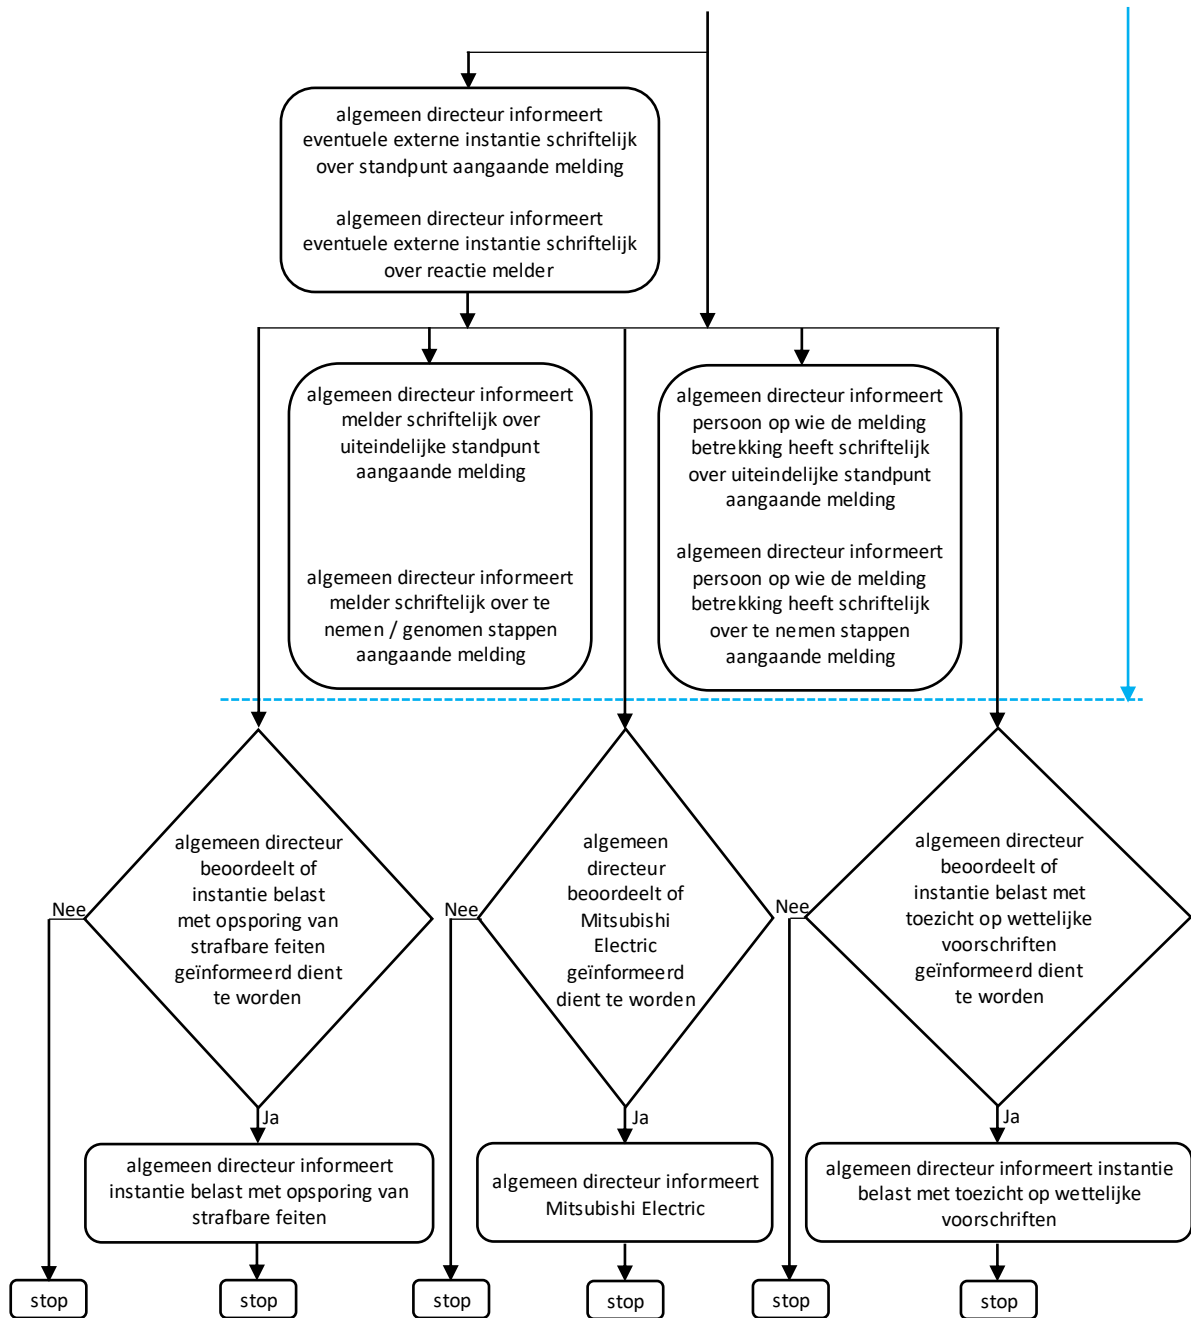 algemeen directeur informeert
eventuele externe instantie schriftelijk
over standpunt aangaande melding
algemeen directeur informeert
eventuele externe instantie schriftelijk
over reactie melder
algemeen directeur informeert
melder schriftelijk over
uiteindelijke standpunt
aangaande melding
algemeen directeur informeert
melder schriftelijk over te
nemen / genomen stappen
aangaande melding
algemeen directeur informeert
persoon op wie de melding
betrekking heeft schriftelijk
over uiteindelijke standpunt
aangaande melding
algemeen directeur informeert
persoon op wie de melding
betrekking heeft schriftelijk
over te nemen stappen
aangaande melding
algemeen directeur
beoordeelt of
instantie belast
met opsporing van
strafbare feiten
geïnformeerd dient
te worden
Nee
Ja
algemeen directeur informeert
instantie belast met opsporing van
strafbare feiten
stop
stop
algemeen
directeur
beoordeelt of
Mitsubishi
Electric
geïnformeerd
dient te worden
Nee
Ja
algemeen directeur informeert
Mitsubishi Electric
stop
stop
algemeen directeur
beoordeelt of
instantie belast met
toezicht op wettelijke
voorschriften
geïnformeerd dient
te worden
Nee
Ja
algemeen directeur informeert instantie
belast met toezicht op wettelijke
voorschriften
stop
stop